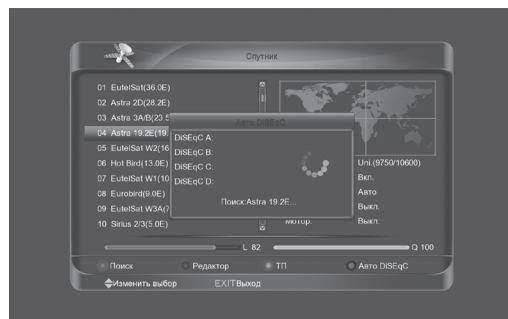 Спутник
01 EutelSat(36.0E)
02 Astra 2D(28.2E)
03 Astra 3A/B(23.5
04 Astra 19.2E(19.
05 EutelSat W2(16
06 Hot Bird(13.0E)
07 EutelSat W1(10
08 Eurobird(9.0E)
09 EutelSat W3A(7
10 Sirius 2/3(5.0E)
Авто DiSEqC
DiSEqC A:
DiSEqC B:
DiSEqC C:
DiSEqC D:
Поиск:Astra 19.2E...
Uni.(9750/10600)
Вкл.
Авто
Выкл.
Мотор: Выкл.
L 82 Q 100
Поиск Редактор ТП Авто DiSEqC
Изменить выбор EXITВыход